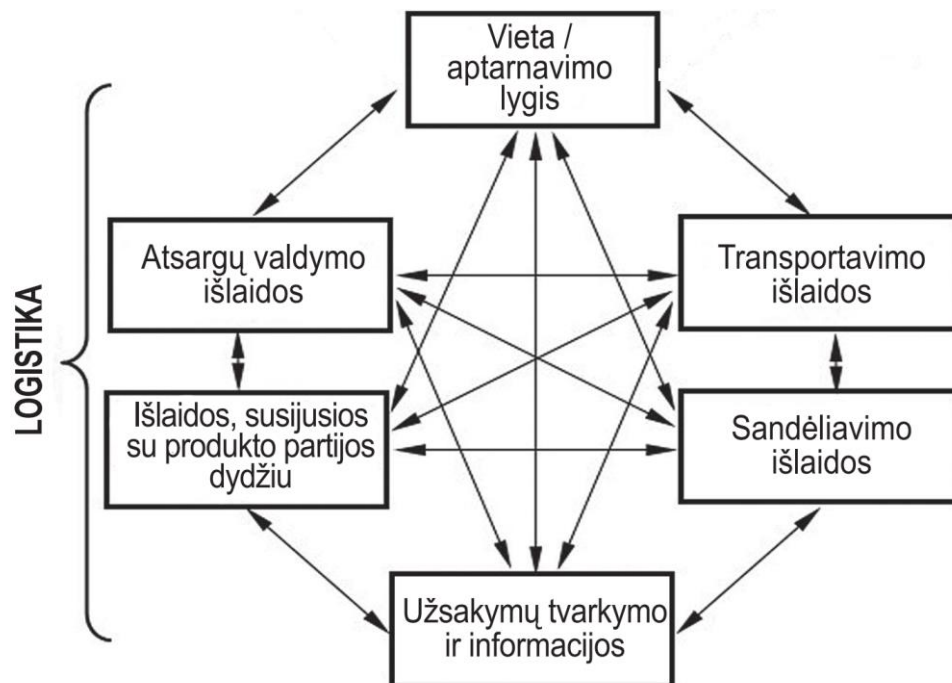 Vieta /
aptarnavimo
lygis
LOGISTIKA
Atsargų valdymo
išlaidos
Transportavimo
išlaidos
Išlaidos, susijusios
su produkto partijos
dydžiu
Sandėliavimo
išlaidos
Užsakymų tvarkymo
ir informacijos